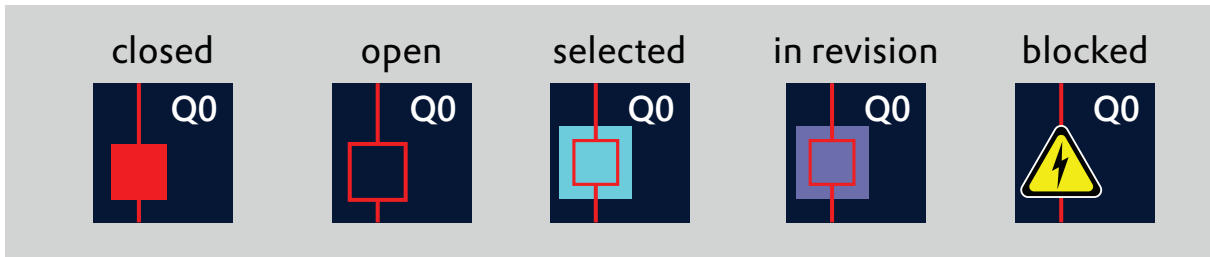 closed open selected in revision blocked
Q0 Q0 Q0 Q0 Q0